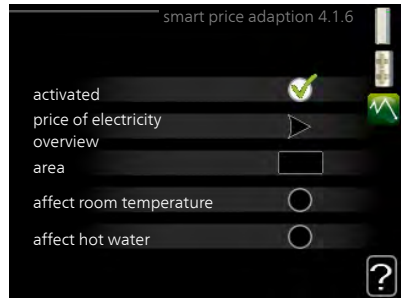 smart price adaption 4.1.6
activated
price of electricity
overview
area
affect room temperature
affect hot water
?